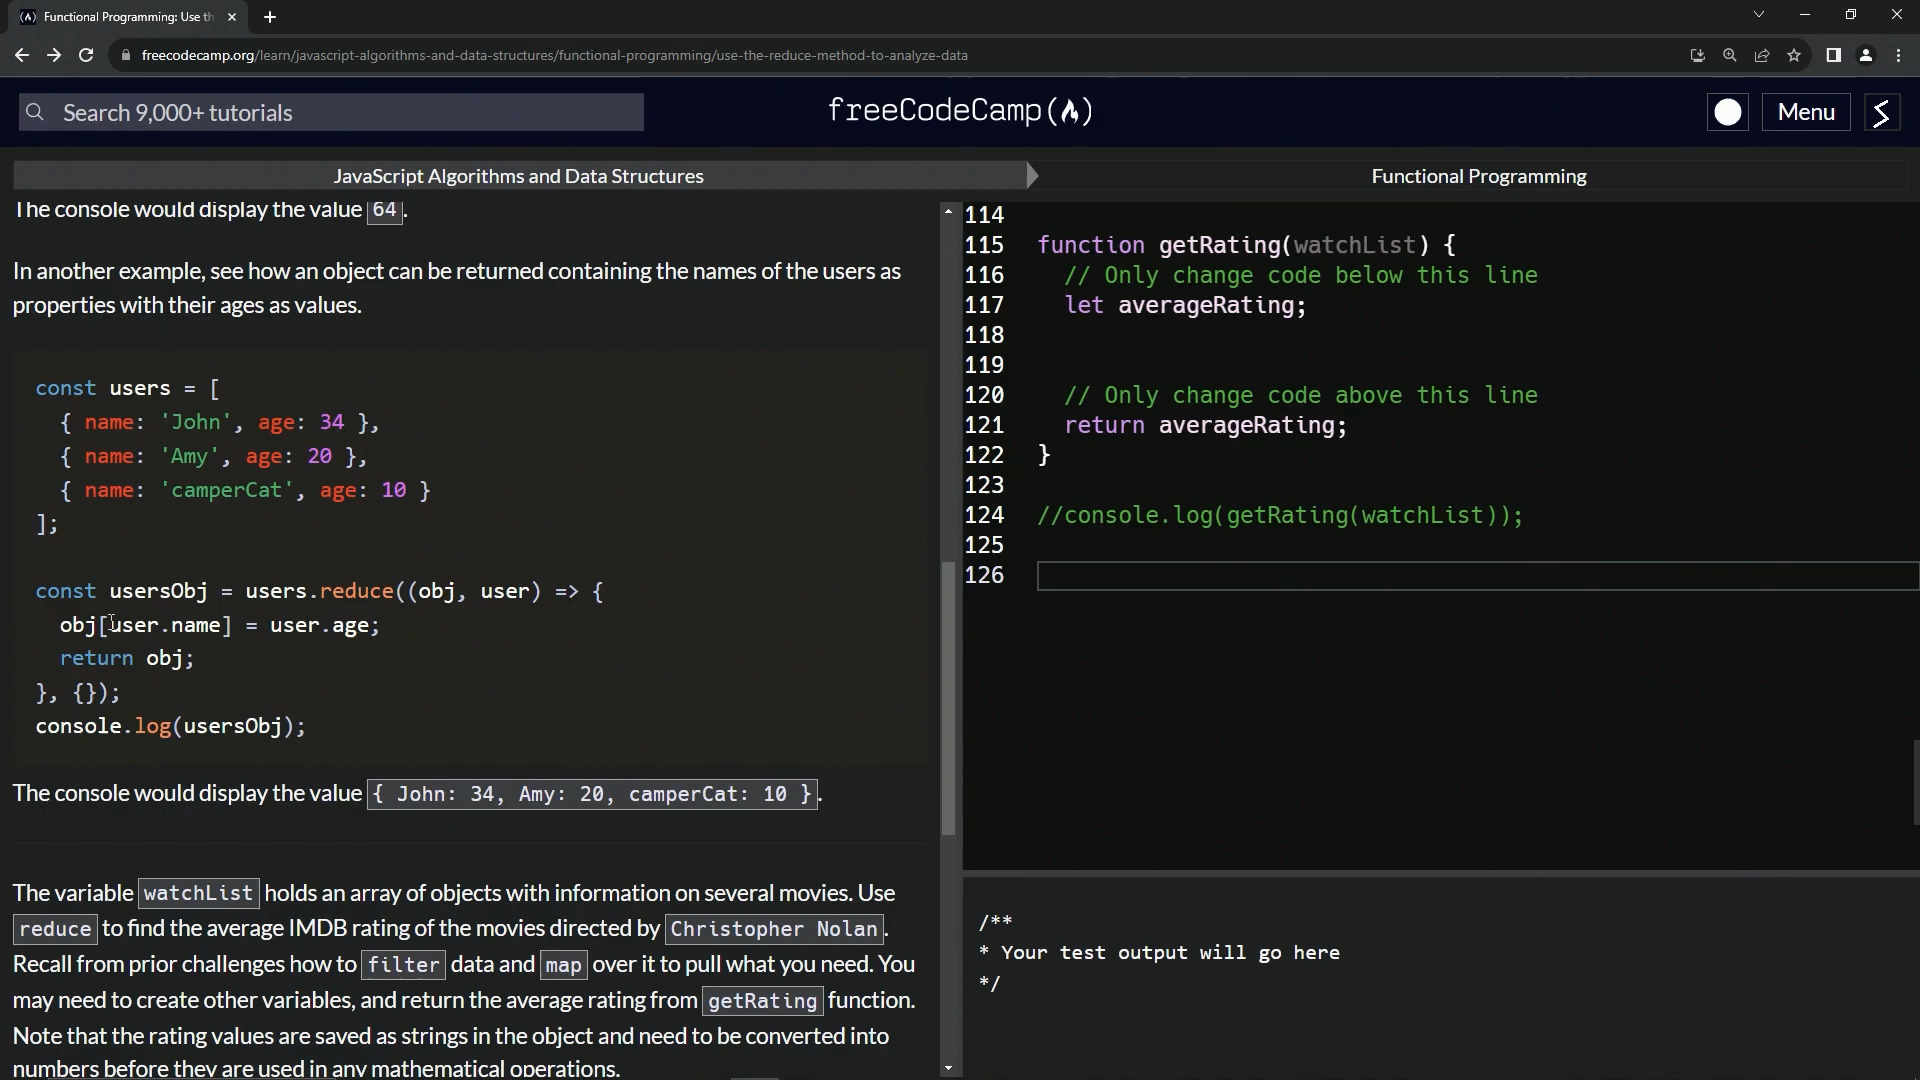 Functional Programming: Use th
freecodecamp.org/learn/javascript-algorithms-and-data-structures/functional-programming/use-the-reduce-method-to-analyze-data
Search 9,000+ tutorials
freeCodeCamp(🔥)
Menu
JavaScript Algorithms and Data Structures
Functional Programming
The console would display the value 64.
In another example, see how an object can be returned containing the names of the users as
properties with their ages as values.
const users = [
  { name: 'John', age: 34 },
  { name: 'Amy', age: 20 },
  { name: 'camperCat', age: 10 }
];
const usersObj = users.reduce((obj, user) => {
  obj[user.name] = user.age;
  return obj;
}, {});
console.log(usersObj);
The console would display the value { John: 34, Amy: 20, camperCat: 10 }.
The variable watchList holds an array of objects with information on several movies. Use
reduce to find the average IMDB rating of the movies directed by Christopher Nolan.
Recall from prior challenges how to filter data and map over it to pull what you need. You
may need to create other variables, and return the average rating from getRating function.
Note that the rating values are saved as strings in the object and need to be converted into
numbers before they are used in any mathematical operations.
114
115 function getRating(watchList) {
116   // Only change code below this line
117   let averageRating;
118
119
120   // Only change code above this line
121   return averageRating;
122 }
123
124 //console.log(getRating(watchList));
125
126
/**
* Your test output will go here
*/